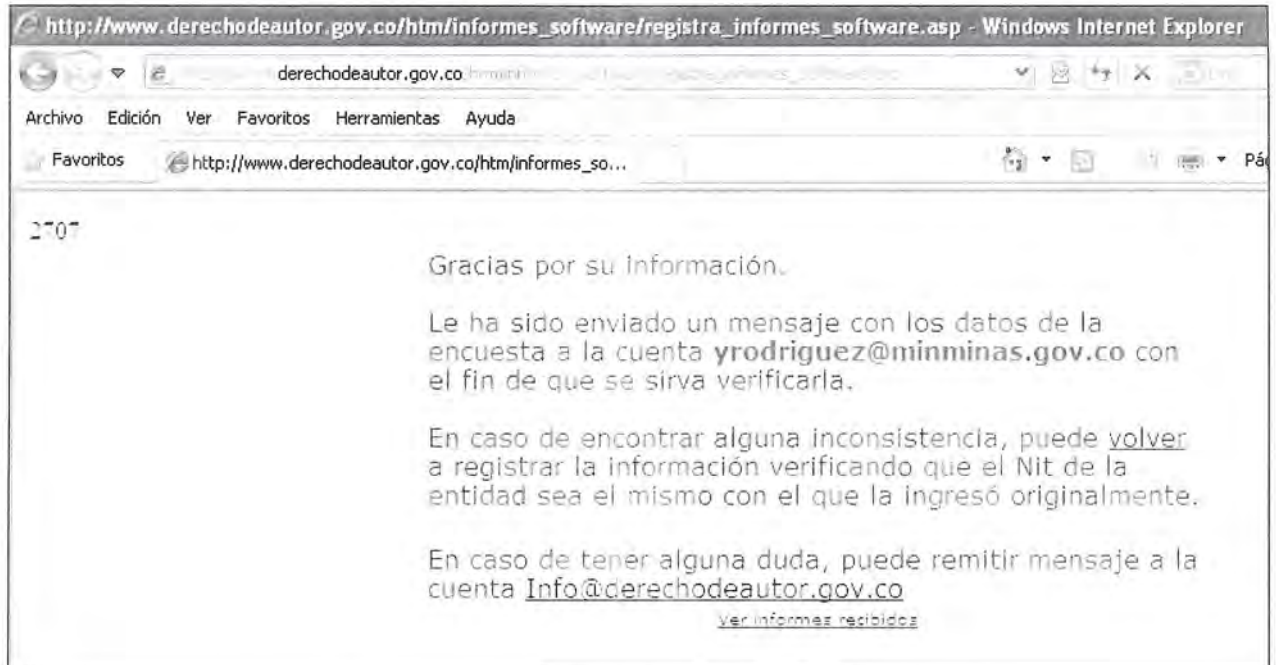 http://www.derechodeautor.gov.co/htm/informes_software/registra_informes_software.asp - Windows Internet Explorer
derechodeautor.gov.co
Archivo Edición Ver Favoritos Herramientas Ayuda
Favoritos http://www.derechodeautor.gov.co/htm/informes_so...
Pág
2707
Gracias por su información.
Le ha sido enviado un mensaje con los datos de la
encuesta a la cuenta yrodriguez@minminas.gov.co con
el fin de que se sirva verificarla.
En caso de encontrar alguna inconsistencia, puede volver
a registrar la información verificando que el Nit de la
entidad sea el mismo con el que la ingresó originalmente.
En caso de tener alguna duda, puede remitir mensaje a la
cuenta Info@derechodeautor.gov.co
Ver informes recibidos